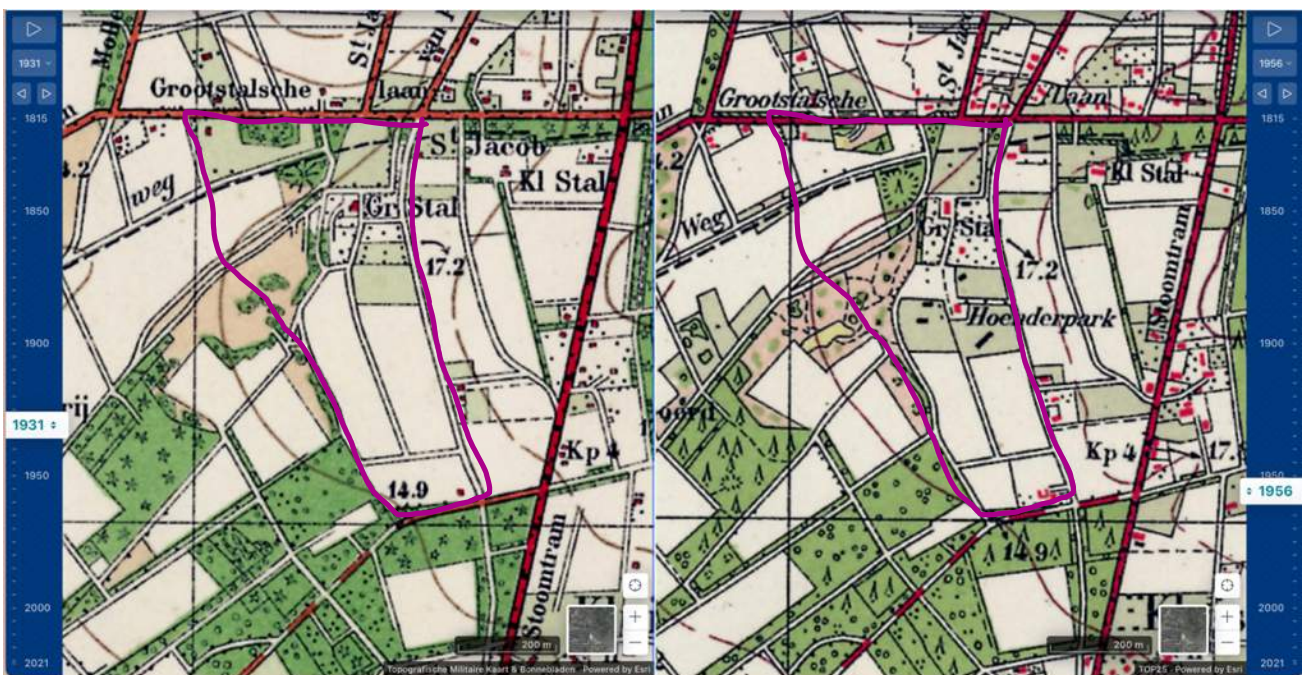 1931
1815
1850
1900
1931
1950
2000
2021
Grootstalsche laan
St Jacob
weg
Kl Stal
Gr Stal
17.2
Kp 4
14.9
Stoomtram
200 m
Topografische Militaire Kaart & Bonnebladen - Powered by Esri
Grootstalsche Laan
Kl Stal
Weg
Gr Stal
17.2
Stoomtram
Hoenderpark
Kp 4
14.9
200 m
TOP25 - Powered by Esri
1956
1815
1850
1900
1950
1956
2000
2021